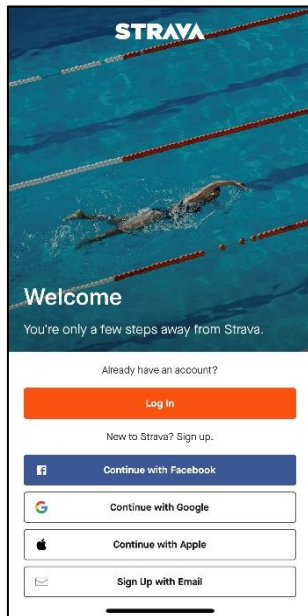 STRAVA
Welcome
You're only a few steps away from Strava.
Already have an account?
Log In
New to Strava? Sign up.
Continue with Facebook
Continue with Google
Continue with Apple
Sign Up with Email